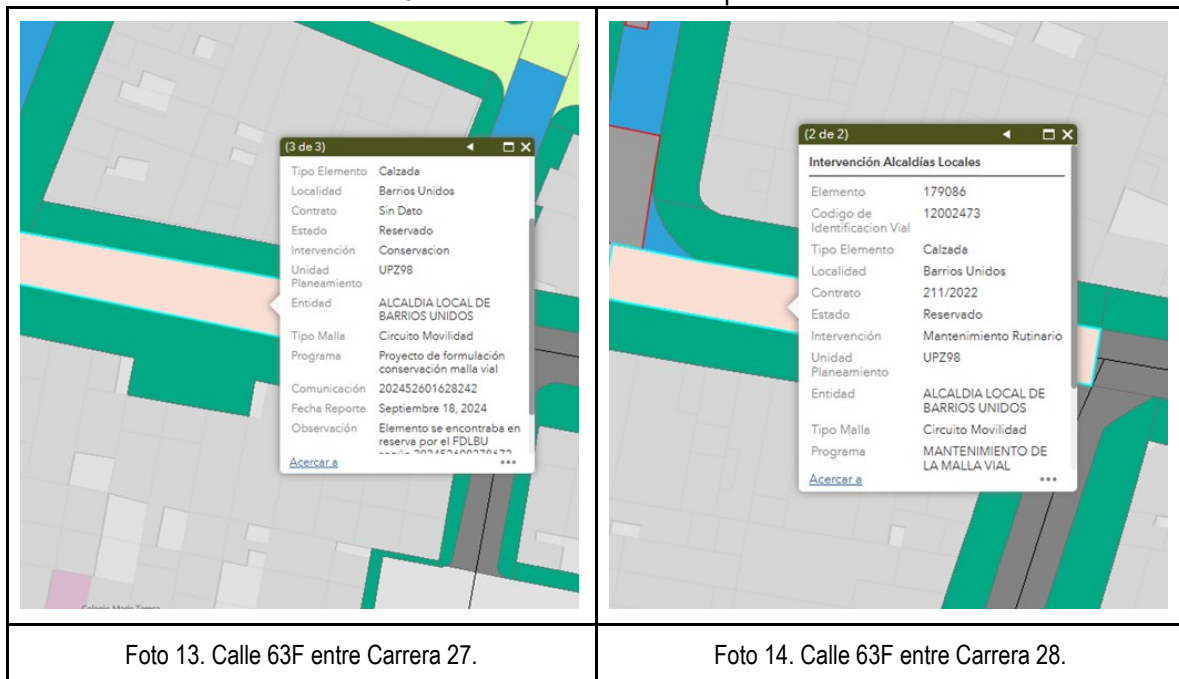 (3 de 3)
Tipo Elemento Calzada
Localidad Barrios Unidos
Contrato Sin Dato
Estado Reservado
Intervención Conservacion
Unidad Planeamiento UPZ98
Entidad ALCALDIA LOCAL DE BARRIOS UNIDOS
Tipo Malla Circuito Movilidad
Programa Proyecto de formulación conservación malla vial
Comunicación 202452601628242
Fecha Reporte Septiembre 18, 2024
Observación Elemento se encontraba en reserva por el FDLBU
Acercar a
(2 de 2)
Intervención Alcaldías Locales
Elemento 179086
Codigo de Identificacion Vial 12002473
Tipo Elemento Calzada
Localidad Barrios Unidos
Contrato 211/2022
Estado Reservado
Intervención Mantenimiento Rutinario
Unidad Planeamiento UPZ98
Entidad ALCALDIA LOCAL DE BARRIOS UNIDOS
Tipo Malla Circuito Movilidad
Programa MANTENIMIENTO DE LA MALLA VIAL
Acercar a
Foto 13. Calle 63F entre Carrera 27.
Foto 14. Calle 63F entre Carrera 28.